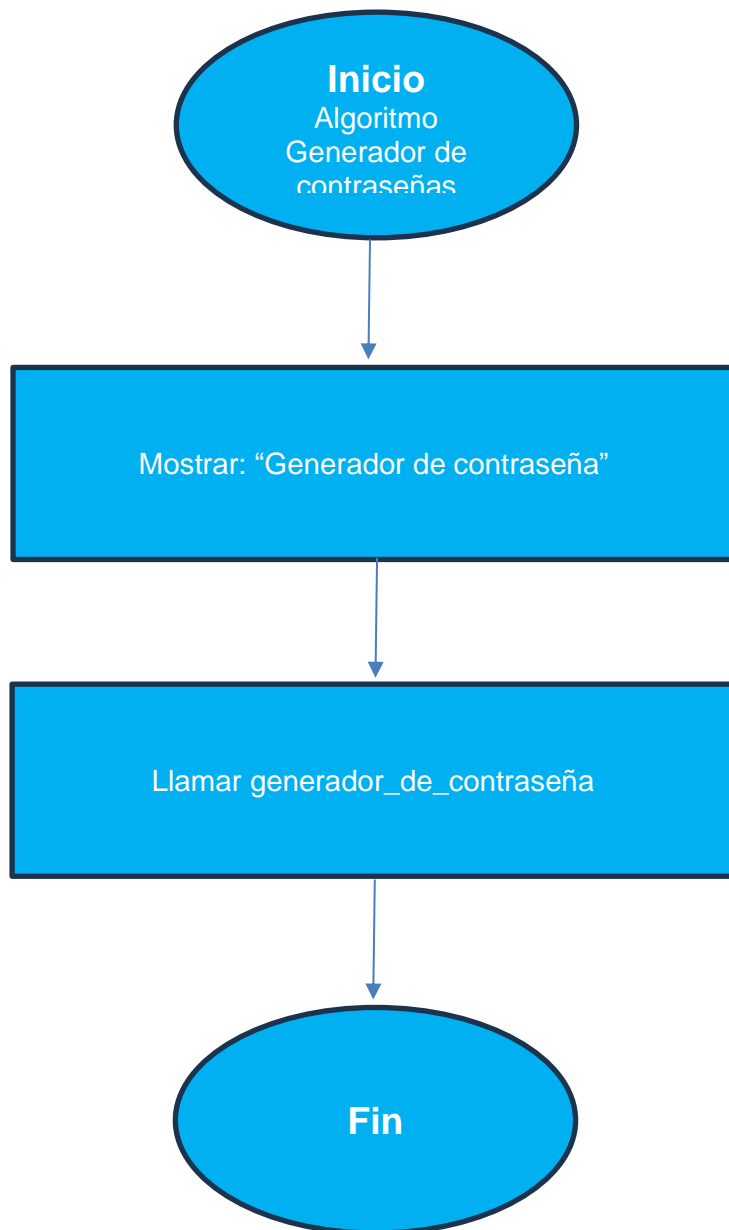 Inicio
Algoritmo
Generador de
contraseñas
Mostrar: “Generador de contraseña”
Llamar generador_de_contraseña
Fin